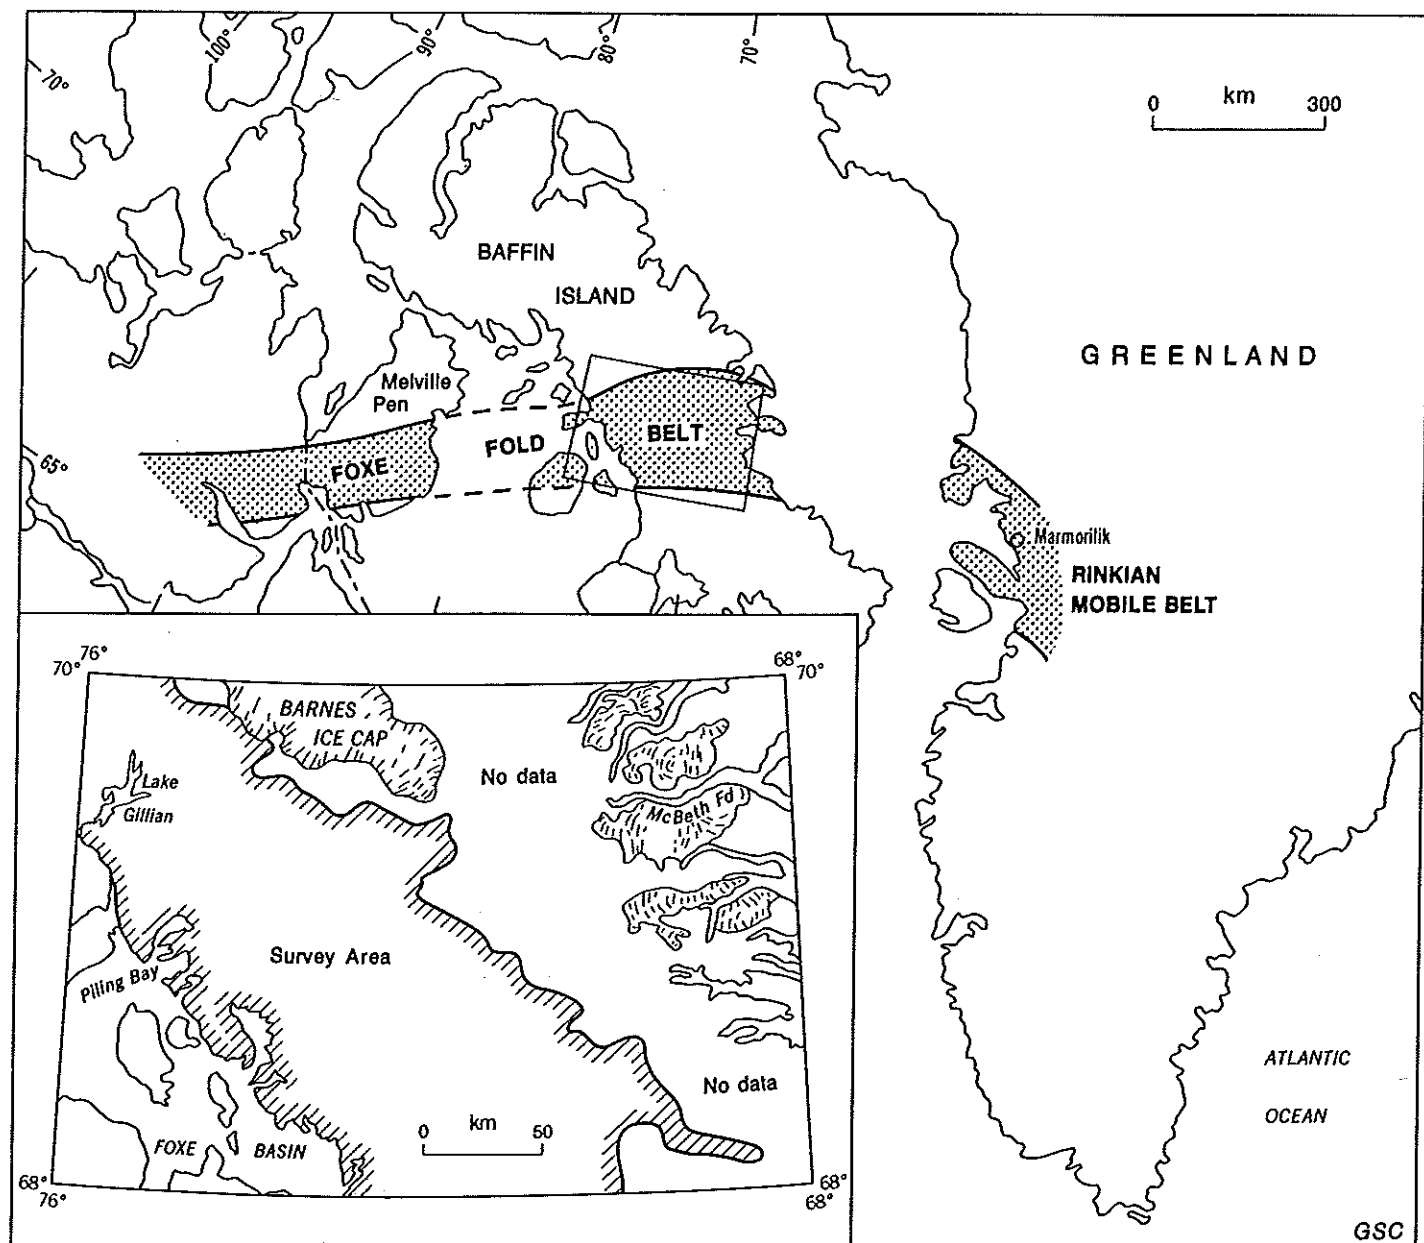 100°
90°
80°
70°
70°
km
0 300
BAFFIN
ISLAND
GREENLAND
Melville
Pen
FOLD
BELT
FOXE
65°
Marmorilik
RINKIAN
MOBILE BELT
76°
70°
68°
70°
BARNES
ICE CAP
No data
Lake
Gillian
McBeth Fd
Survey Area
Piling Bay
No data
km
0 50
FOXE BASIN
68°
76°
68°
68°
ATLANTIC
OCEAN
GSC